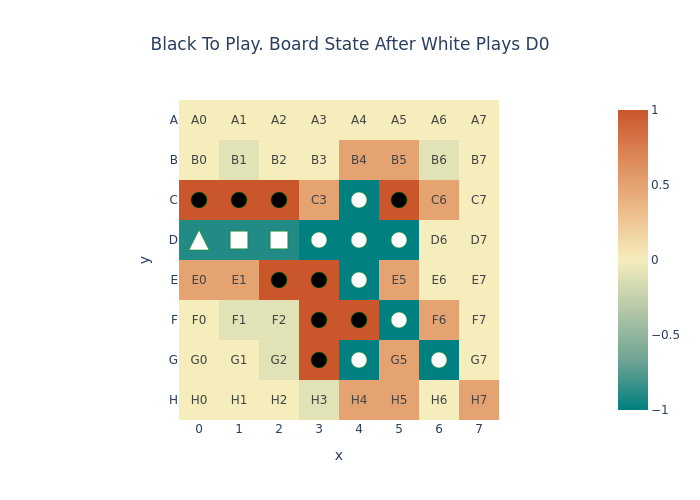 Black To Play. Board State After White Plays D0
A A0 A1 A2 A3 A4 A5 A6 A7
B B0 B1 B2 B3 B4 B5 B6 B7
C C3 C6 C7
D D6 D7
E E0 E1 E5 E6 E7
F F0 F1 F2 F6 F7
G G0 G1 G2 G5 G7
H H0 H1 H2 H3 H4 H5 H6 H7
0 1 2 3 4 5 6 7
x
y
1
0.5
0
−0.5
−1